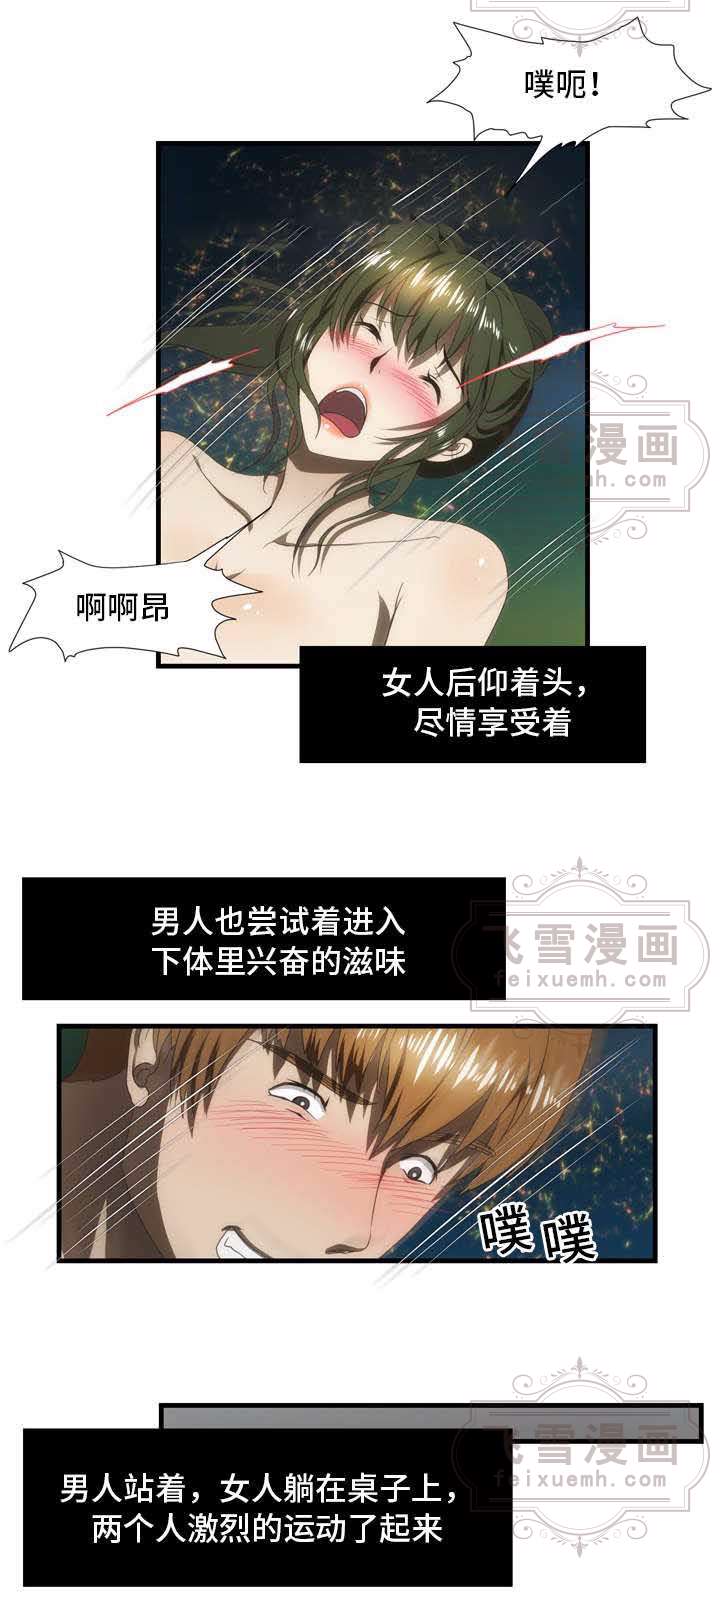 噗呃！
飞雪漫画
feixuemh.com
啊啊昂
女人后仰着头，
尽情享受着
男人也尝试着进入
下体里兴奋的滋味
飞雪漫画
feixuemh.com
噗噗
飞雪漫画
feixuemh.com
男人站着，女人躺在桌子上，
两个人激烈的运动了起来